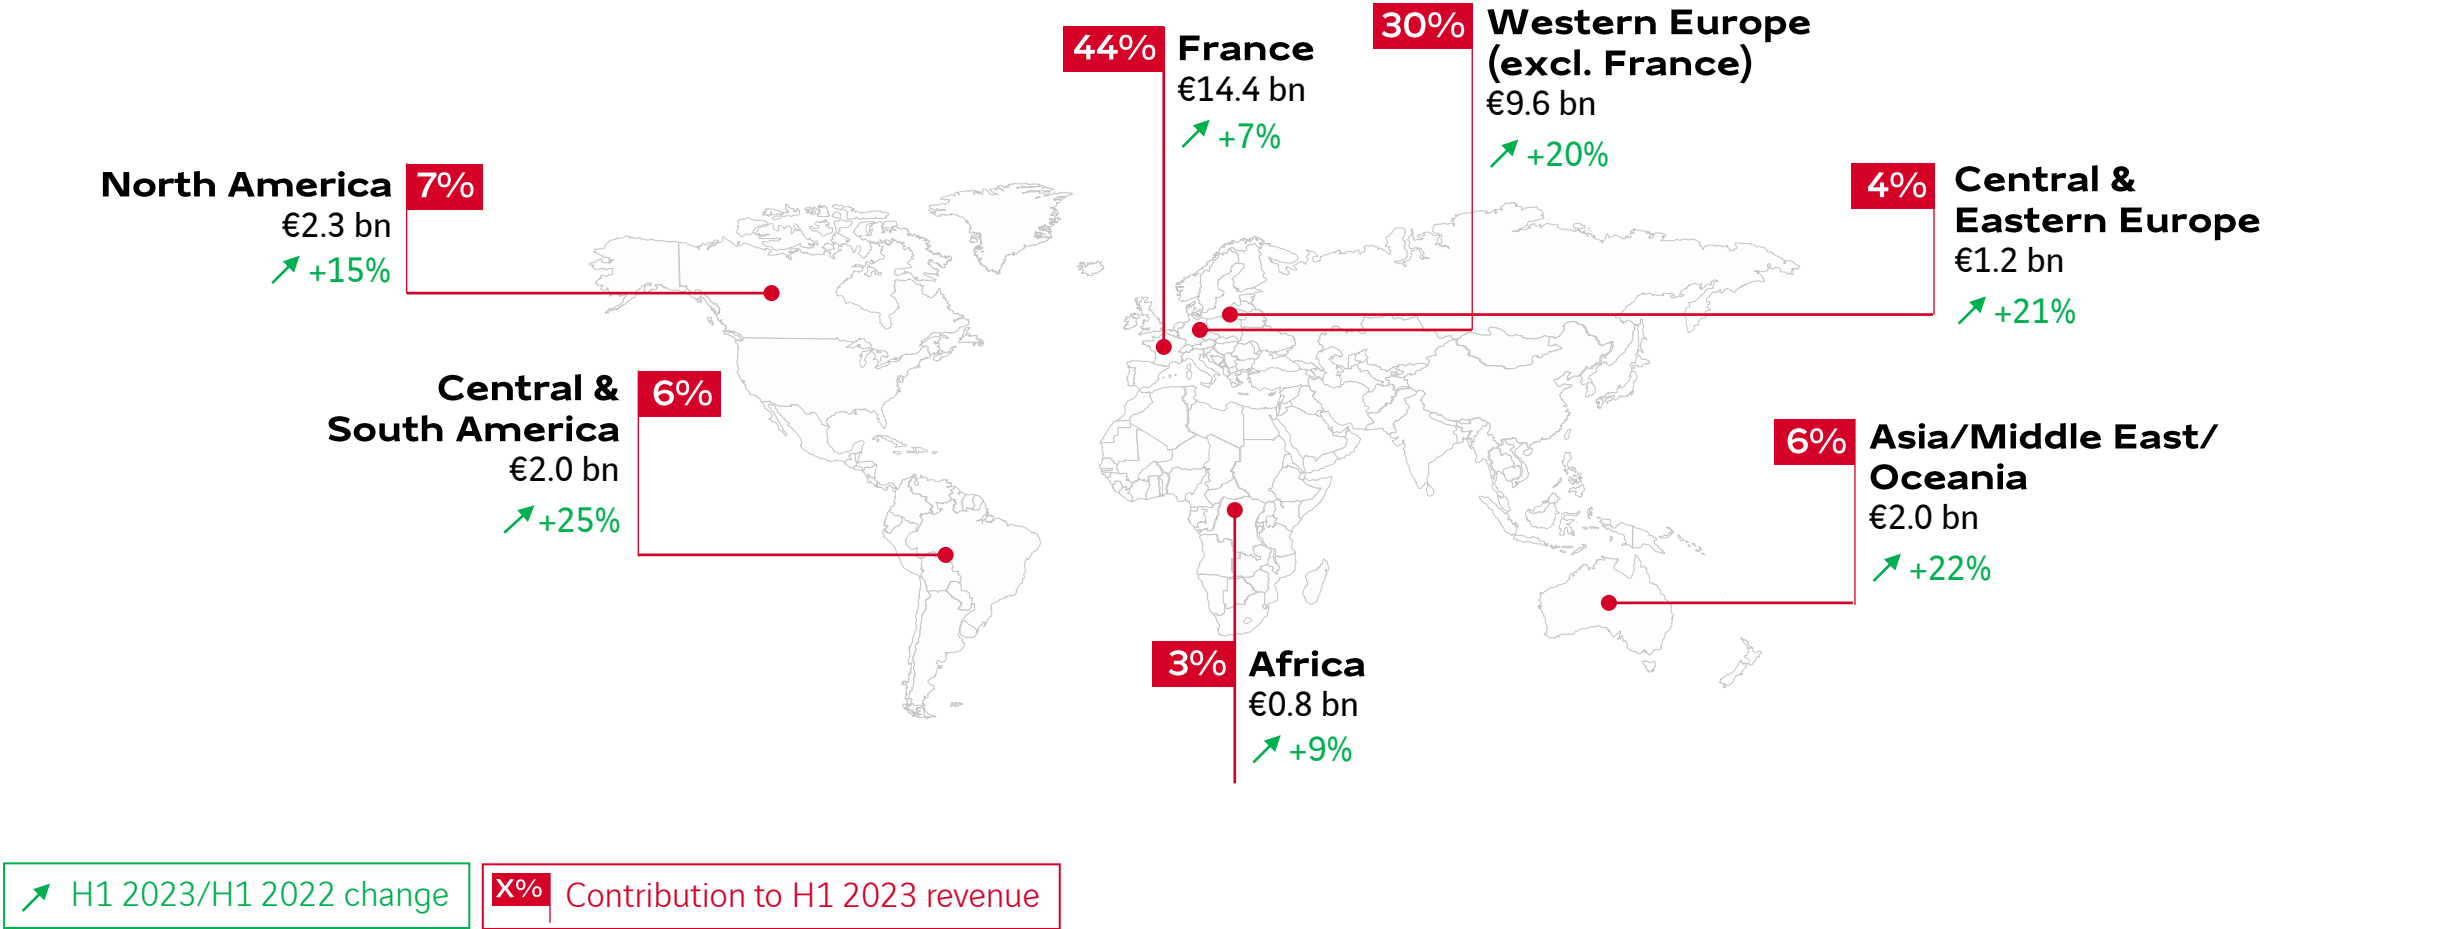 44%
France
€14.4 bn
+7%
30%
Western Europe
(excl. France)
€9.6 bn
+20%
North America
7%
€2.3 bn
+15%
4%
Central &
Eastern Europe
€1.2 bn
+21%
Central &
South America
6%
€2.0 bn
+25%
6%
Asia/Middle East/
Oceania
€2.0 bn
+22%
3%
Africa
€0.8 bn
+9%
H1 2023/H1 2022 change
X%
Contribution to H1 2023 revenue